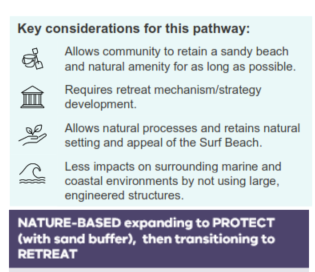 Key considerations for this pathway:
Allows community to retain a sandy beach
and natural amenity for as long as possible.
Requires retreat mechanism/strategy
development.
Allows natural processes and retains natural
setting and appeal of the Surf Beach.
Less impacts on surrounding marine and
coastal environments by not using large,
engineered structures.
NATURE-BASED expanding to PROTECT
(with sand buffer), then transitioning to
RETREAT